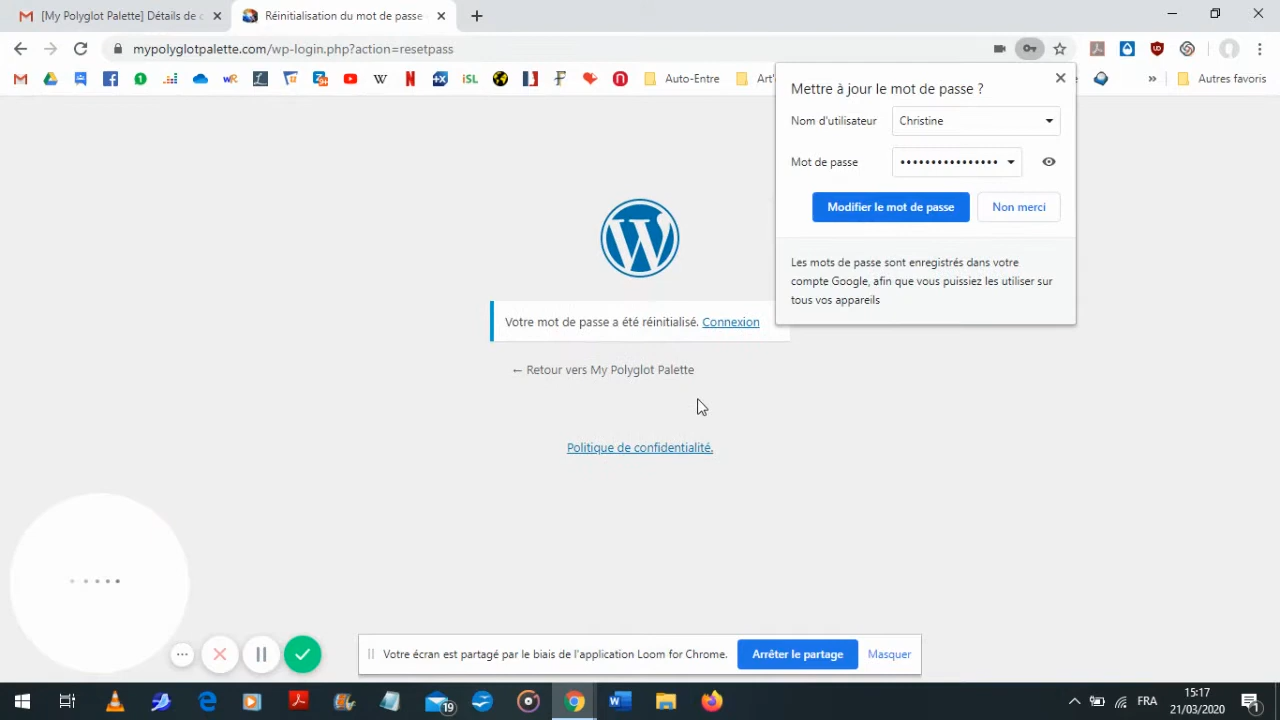 [My Polyglot Palette] Détails de c
Réinitialisation du mot de passe
mypolyglotpalette.com/wp-login.php?action=resetpass
Auto-Entre
Art'
»
Autres favoris
Mettre à jour le mot de passe ?
Nom d'utilisateur
Christine
Mot de passe
••••••••••••••••
Modifier le mot de passe
Non merci
Les mots de passe sont enregistrés dans votre
compte Google, afin que vous puissiez les utiliser sur
tous vos appareils
Votre mot de passe a été réinitialisé. Connexion
← Retour vers My Polyglot Palette
Politique de confidentialité.
Votre écran est partagé par le biais de l'application Loom for Chrome.
Arrêter le partage
Masquer
19
FRA
15:17
21/03/2020
1